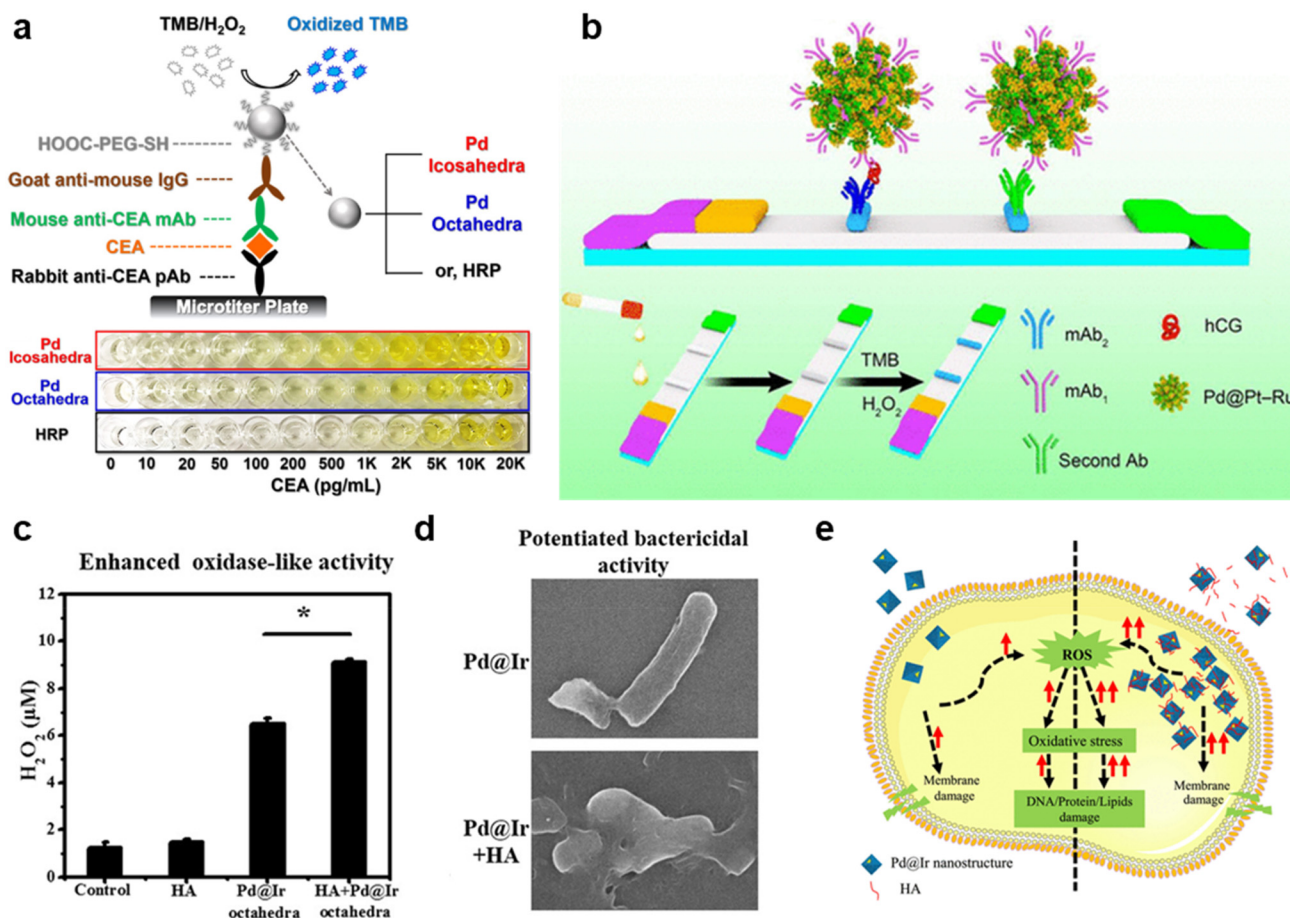 a
TMB/H₂O₂
Oxidized TMB
HOOC-PEG-SH
Goat anti-mouse IgG
Mouse anti-CEA mAb
CEA
Rabbit anti-CEA pAb
Microtiter Plate
Pd
Icosahedra
Pd
Octahedra
or, HRP
Pd
Icosahedra
Pd
Octahedra
HRP
0 10 20 50 100 200 500 1K 2K 5K 10K 20K
CEA (pg/mL)
b
TMB
H₂O₂
mAb₂
hCG
mAb₁
Pd@Pt–Ru
Second Ab
c
Enhanced oxidase-like activity
12
10
8
6
4
2
0
H₂O₂ (μM)
*
Control
HA
Pd@Ir
octahedra
HA+Pd@Ir
octahedra
d
Potentiated bactericidal
activity
Pd@Ir
Pd@Ir
+HA
e
ROS
Oxidative stress
Membrane
damage
DNA/Protein/Lipids
damage
Membrane
damage
Pd@Ir nanostructure
HA